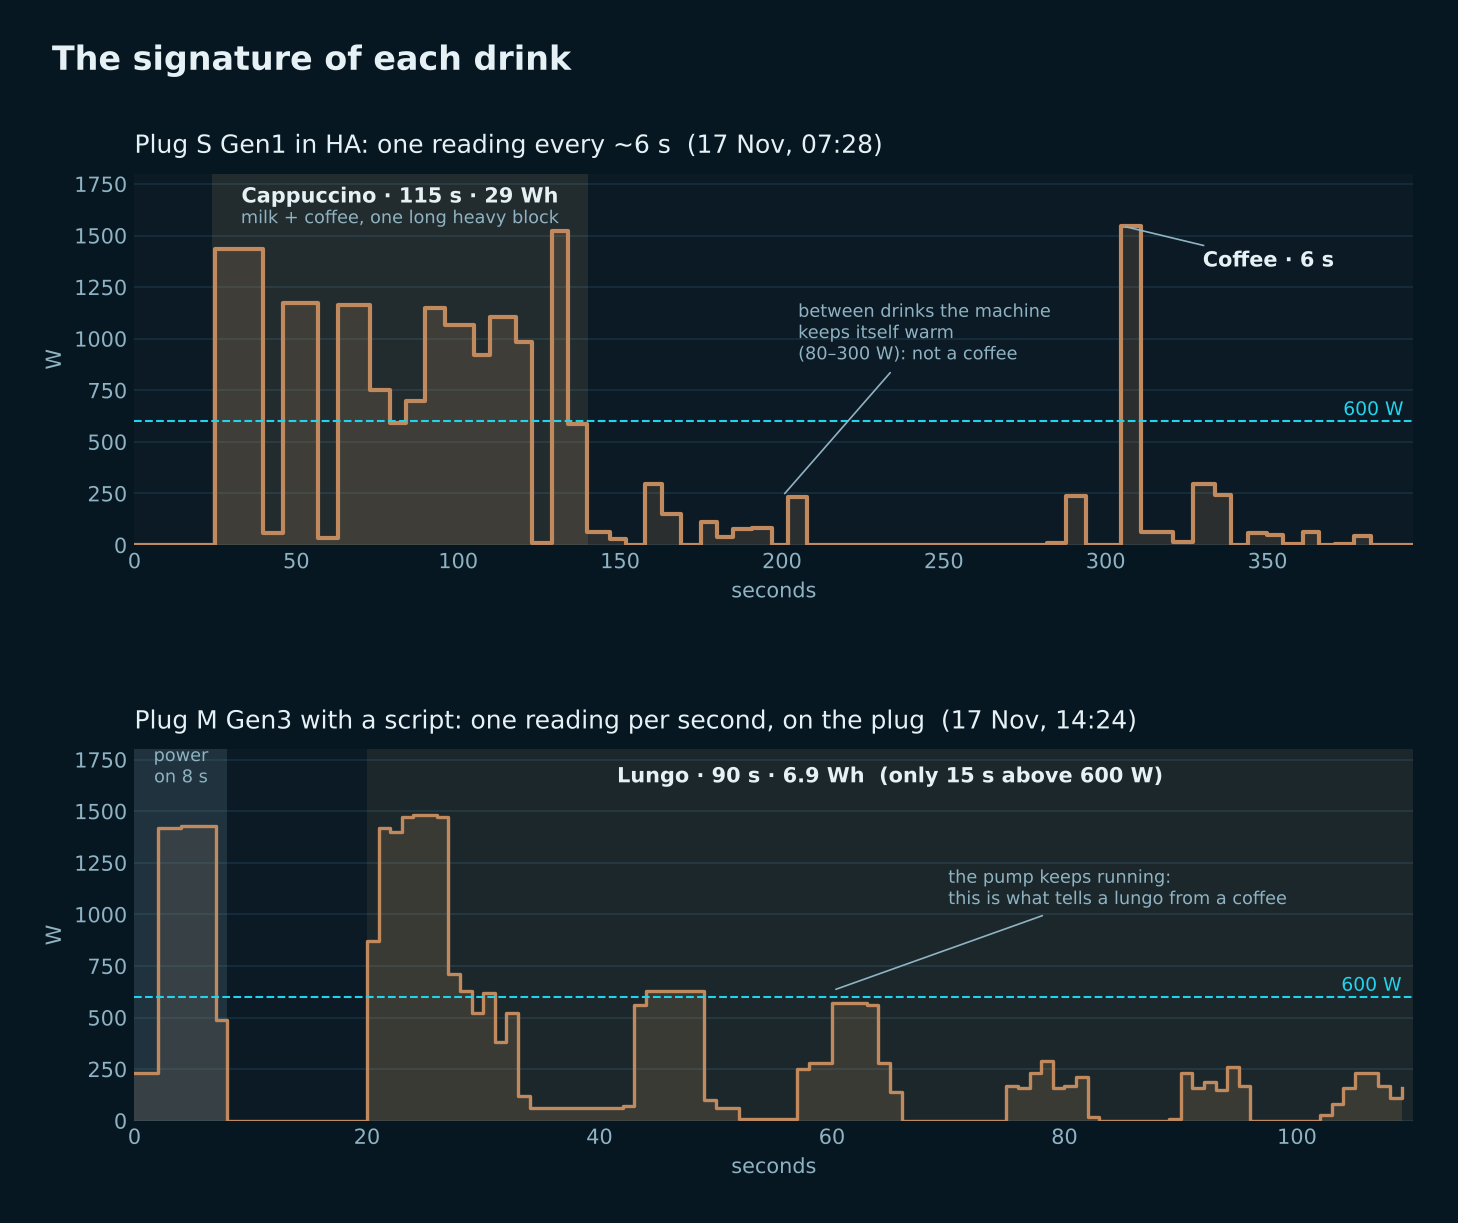 The signature of each drink
Plug S Gen1 in HA: one reading every ~6 s (17 Nov, 07:28)
Cappuccino · 115 s · 29 Wh
milk + coffee, one long heavy block
Coffee · 6 s
between drinks the machine
keeps itself warm
(80–300 W): not a coffee
600 W
W
1750
1500
1250
1000
750
500
250
0
0 50 100 150 200 250 300 350
seconds
Plug M Gen3 with a script: one reading per second, on the plug (17 Nov, 14:24)
power
on 8 s
Lungo · 90 s · 6.9 Wh (only 15 s above 600 W)
the pump keeps running:
this is what tells a lungo from a coffee
600 W
W
1750
1500
1250
1000
750
500
250
0
0 20 40 60 80 100
seconds